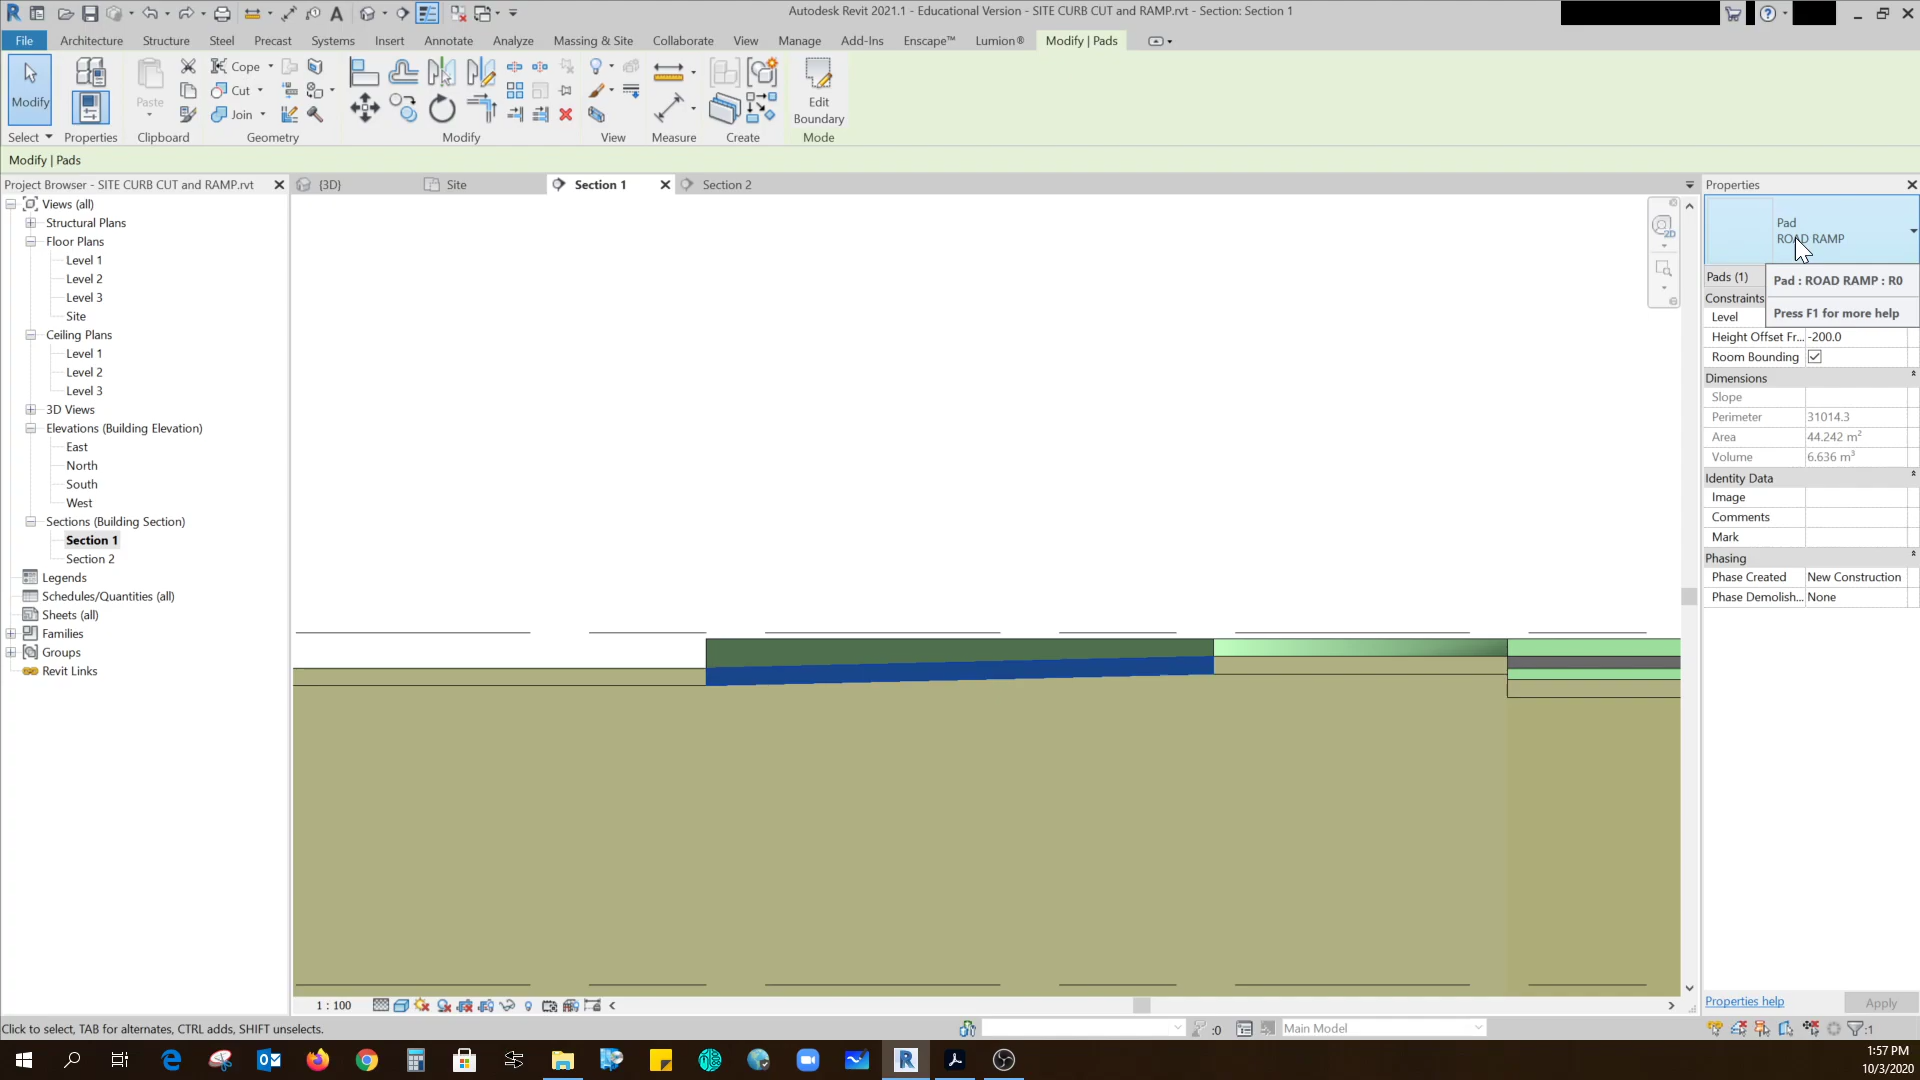 Autodesk Revit 2021.1 - Educational Version - SITE CURB CUT and RAMP.rvt - Section: Section 1
File Architecture Structure Steel Precast Systems Insert Annotate Analyze Massing & Site Collaborate View Manage Add-Ins Enscape™ Lumion® Modify | Pads
Modify
Paste
Cope
Cut
Join
Edit
Boundary
Select Properties Clipboard Geometry Modify View Measure Create Mode
Modify | Pads
Project Browser - SITE CURB CUT and RAMP.rvt
Views (all)
Structural Plans
Floor Plans
Level 1
Level 2
Level 3
Site
Ceiling Plans
Level 1
Level 2
Level 3
3D Views
Elevations (Building Elevation)
East
North
South
West
Sections (Building Section)
Section 1
Section 2
Legends
Schedules/Quantities (all)
Sheets (all)
Families
Groups
Revit Links
{3D} Site Section 1 Section 2
2D
Properties
Pad
ROAD RAMP
Pads (1)
Pad : ROAD RAMP : R0
Press F1 for more help
Constraints
Level
Height Offset Fr... -200.0
Room Bounding
Dimensions
Slope
Perimeter 31014.3
Area 44.242 m²
Volume 6.636 m³
Identity Data
Image
Comments
Mark
Phasing
Phase Created New Construction
Phase Demolish... None
Properties help Apply
1 : 100
Click to select, TAB for alternates, CTRL adds, SHIFT unselects.
:0
Main Model
:1
1:57 PM
10/3/2020